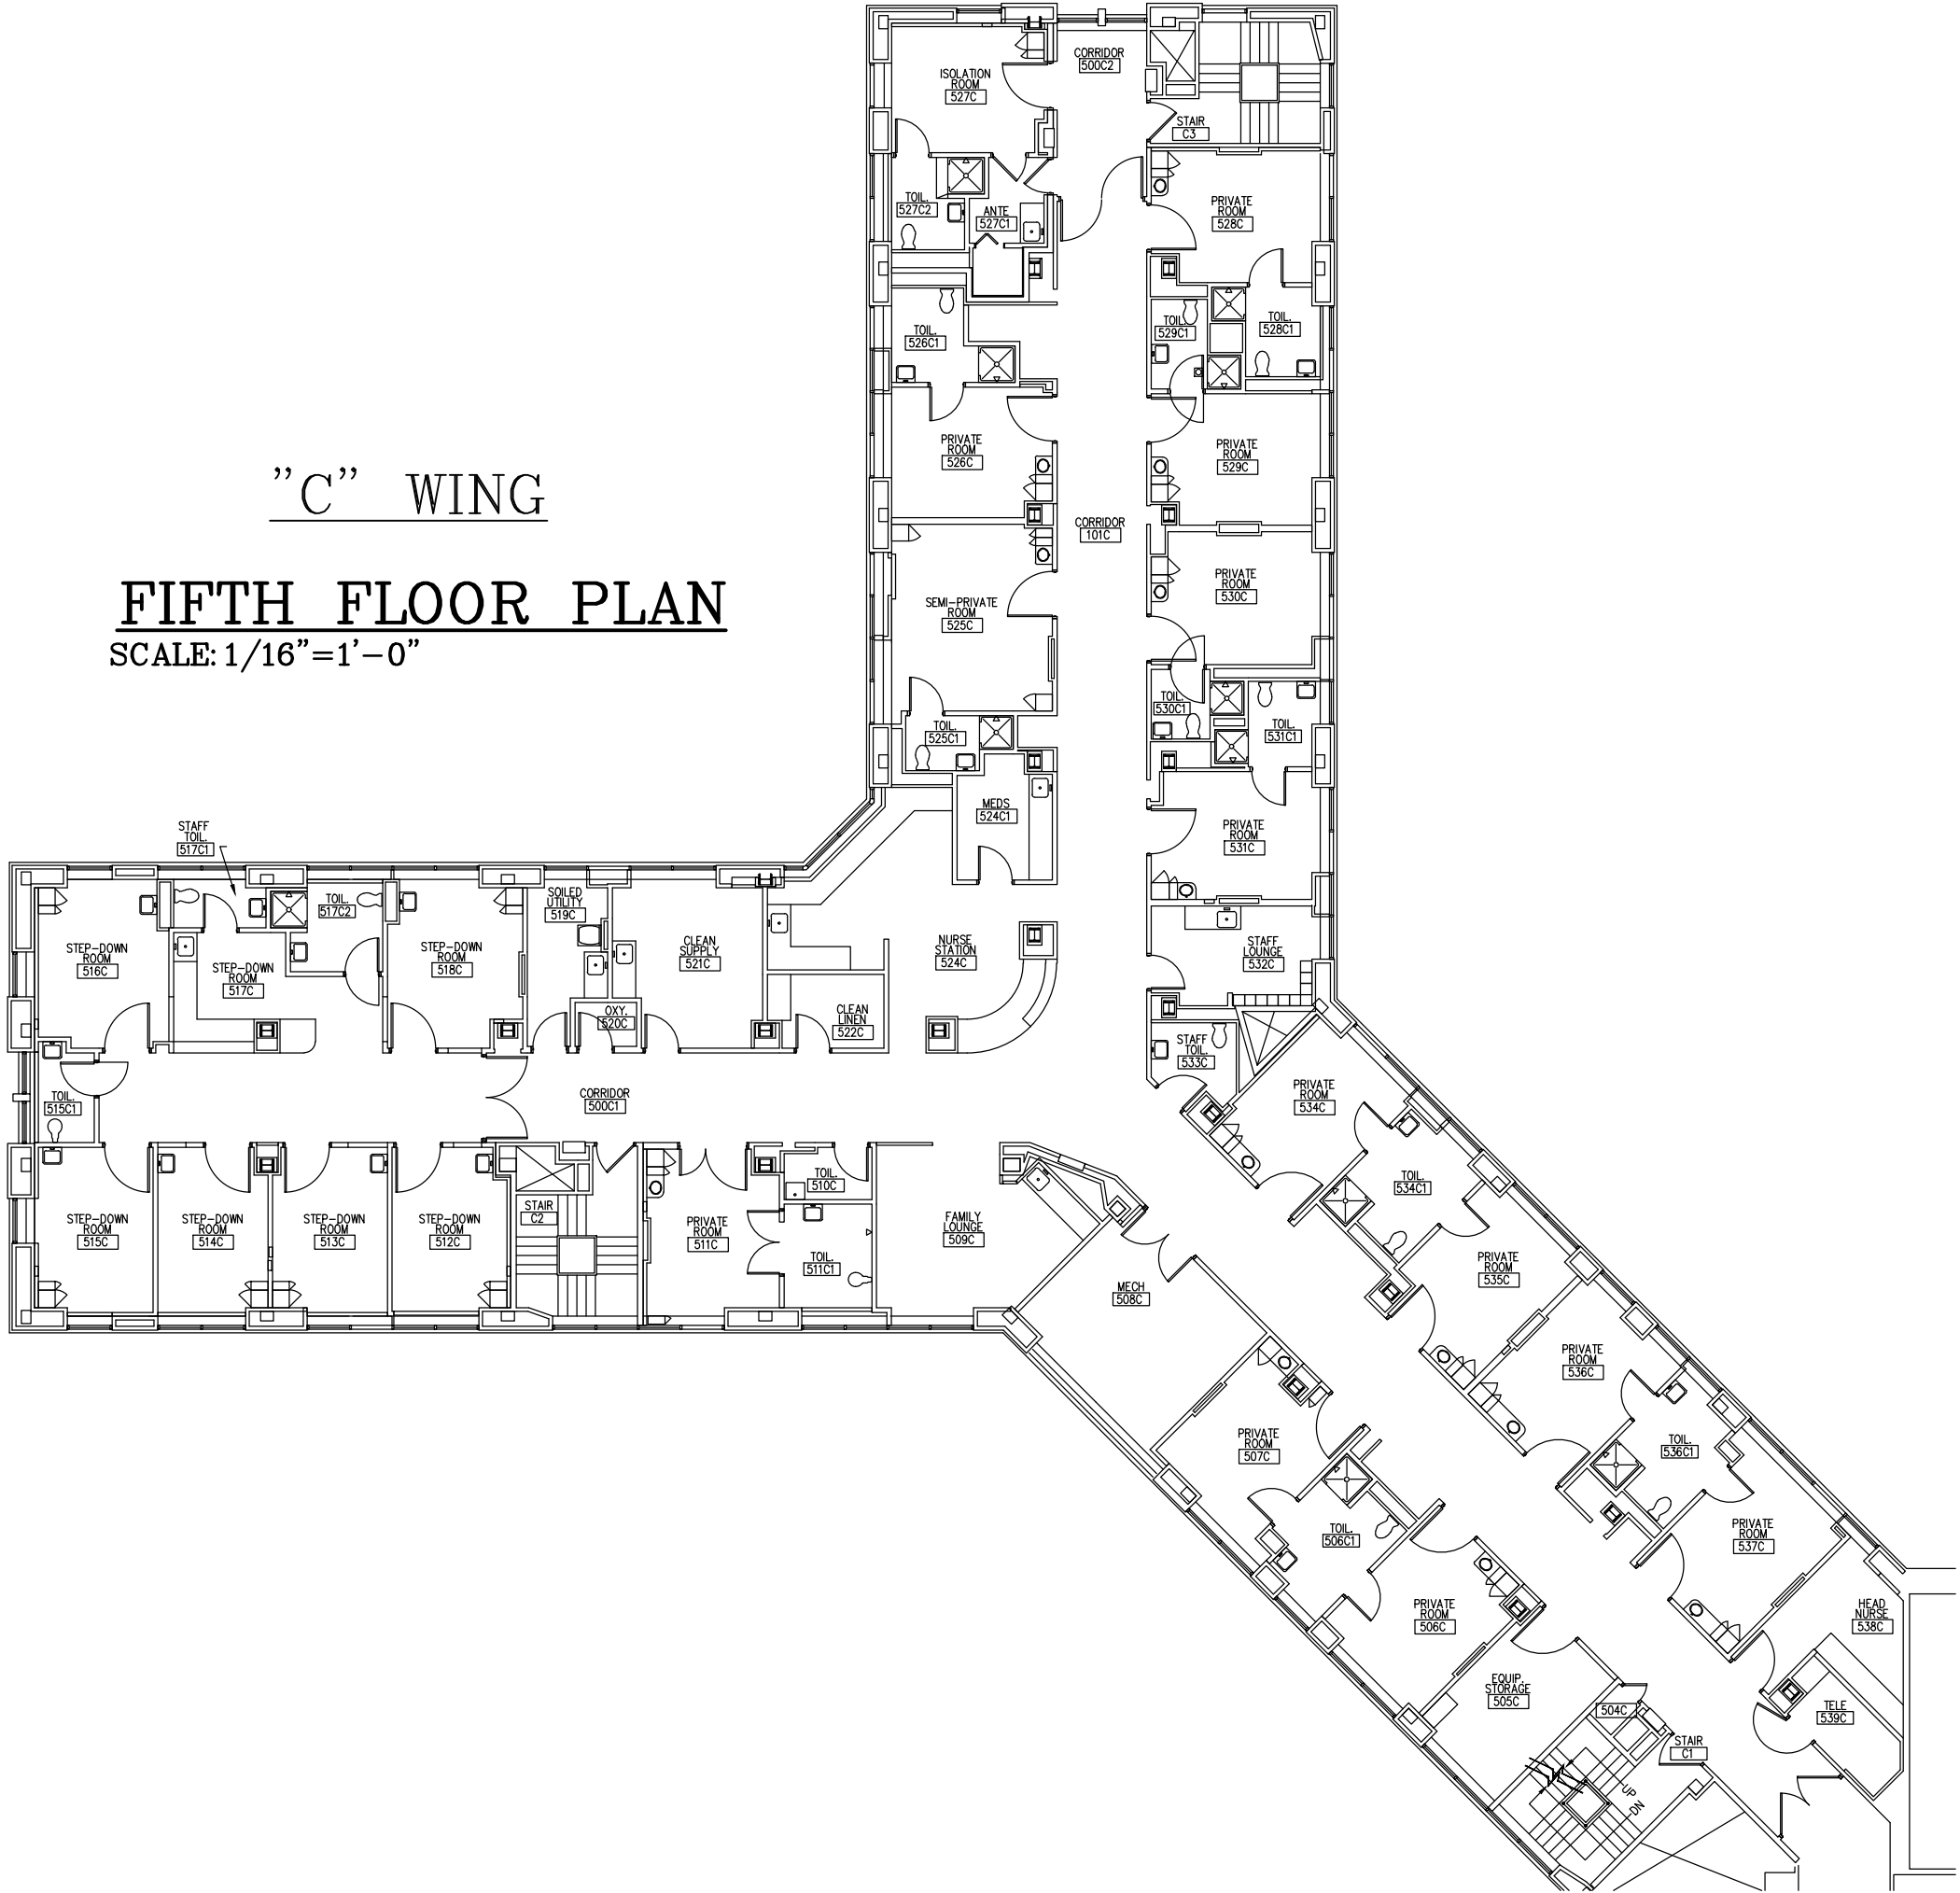 "C" WING
FIFTH FLOOR PLAN
SCALE: 1/16"=1'-0"
CORRIDOR
500C2
ISOLATION
ROOM
527C
STAIR
C3
TOIL.
527C2
ANTE
527C1
PRIVATE
ROOM
528C
TOIL.
526C1
TOIL.
529C1
TOIL.
528C1
PRIVATE
ROOM
526C
PRIVATE
ROOM
529C
CORRIDOR
101C
SEMI-PRIVATE
ROOM
525C
PRIVATE
ROOM
530C
TOIL.
525C1
TOIL.
530C1
TOIL.
531C1
MEDS
524C1
PRIVATE
ROOM
531C
STAFF
TOIL.
517C1
TOIL.
517C2
SOILED
UTILITY
519C
STEP-DOWN
ROOM
516C
STEP-DOWN
ROOM
517C
STEP-DOWN
ROOM
518C
CLEAN
SUPPLY
521C
NURSE
STATION
524C
STAFF
LOUNGE
532C
OXY.
520C
CLEAN
LINEN
522C
STAFF
TOIL.
533C
TOIL.
515C1
CORRIDOR
500C1
PRIVATE
ROOM
534C
STEP-DOWN
ROOM
515C
STEP-DOWN
ROOM
514C
STEP-DOWN
ROOM
513C
STEP-DOWN
ROOM
512C
STAIR
C2
PRIVATE
ROOM
511C
TOIL.
510C
TOIL.
511C1
FAMILY
LOUNGE
509C
TOIL.
534C1
MECH
508C
PRIVATE
ROOM
535C
PRIVATE
ROOM
536C
PRIVATE
ROOM
507C
TOIL.
536C1
TOIL.
506C1
PRIVATE
ROOM
537C
PRIVATE
ROOM
506C
HEAD
NURSE
538C
EQUIP.
STORAGE
505C
504C
TELE
539C
STAIR
C1
UP
DN